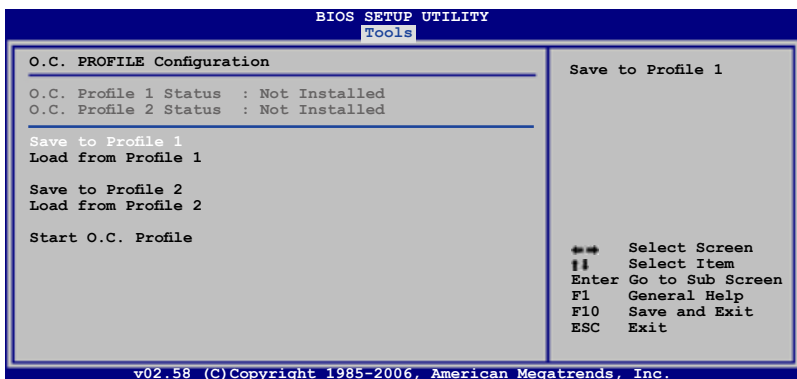 BIOS SETUP UTILITY
Tools
O.C. PROFILE Configuration
O.C. Profile 1 Status : Not Installed
O.C. Profile 2 Status : Not Installed
Save to Profile 1
Load from Profile 1
Save to Profile 2
Load from Profile 2
Start O.C. Profile
Save to Profile 1
←→ Select Screen
↑↓ Select Item
Enter Go to Sub Screen
F1 General Help
F10 Save and Exit
ESC Exit
v02.58 (C)Copyright 1985-2006, American Megatrends, Inc.